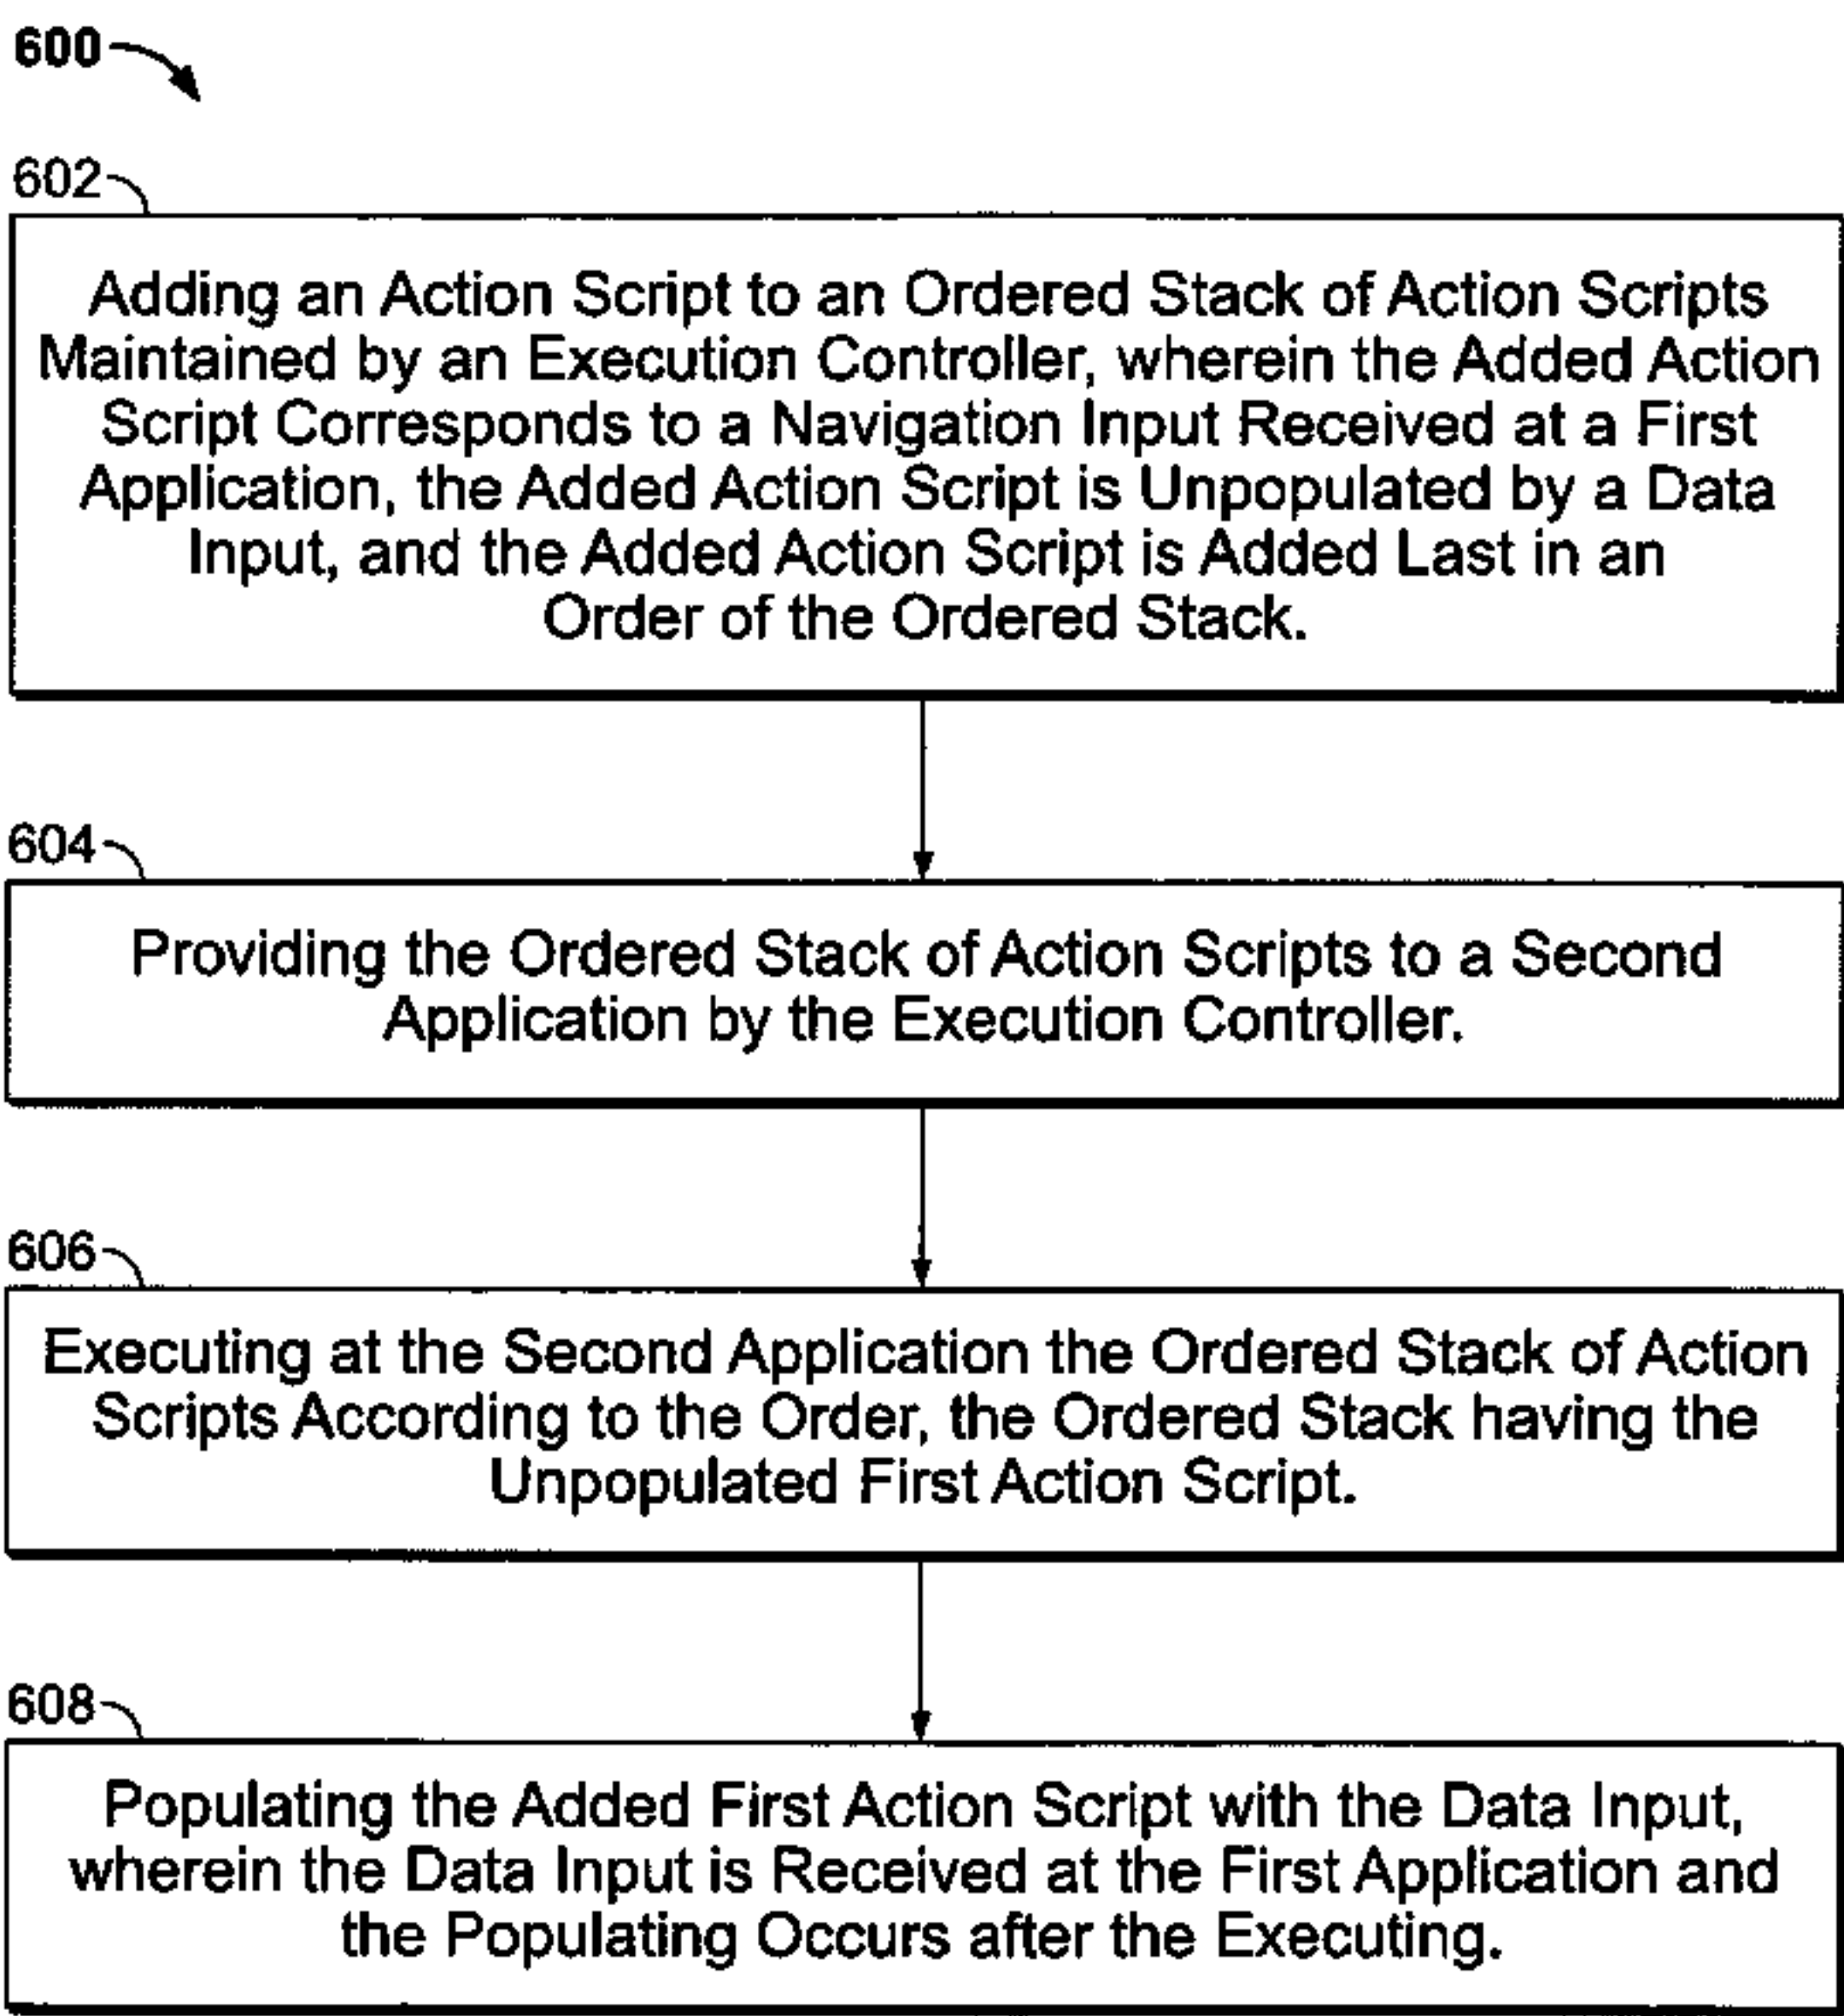 600
602
Adding an Action Script to an Ordered Stack of Action Scripts
Maintained by an Execution Controller, wherein the Added Action
Script Corresponds to a Navigation Input Received at a First
Application, the Added Action Script is Unpopulated by a Data
Input, and the Added Action Script is Added Last in an
Order of the Ordered Stack.
604
Providing the Ordered Stack of Action Scripts to a Second
Application by the Execution Controller.
606
Executing at the Second Application the Ordered Stack of Action
Scripts According to the Order, the Ordered Stack having the
Unpopulated First Action Script.
608
Populating the Added First Action Script with the Data Input,
wherein the Data Input is Received at the First Application and
the Populating Occurs after the Executing.